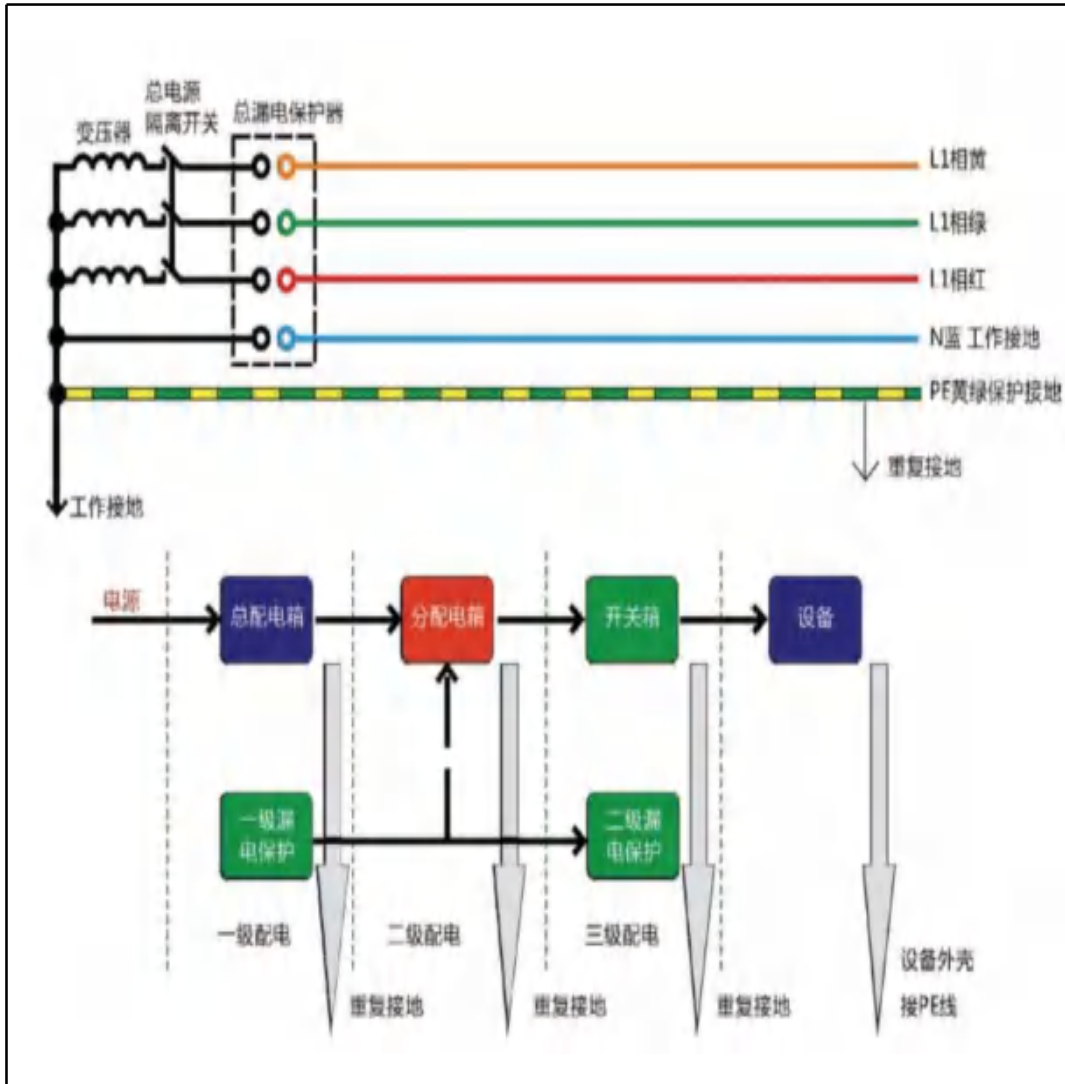 总电源
隔离开关
总漏电保护器
变压器
L1相黄
L1相绿
L1相红
N蓝 工作接地
PE黄绿保护接地
重复接地
工作接地
电源
总配电箱
分配电箱
开关箱
设备
一级漏
电保护
二级漏
电保护
一级配电
二级配电
三级配电
设备外壳
接PE线
重复接地
重复接地
重复接地